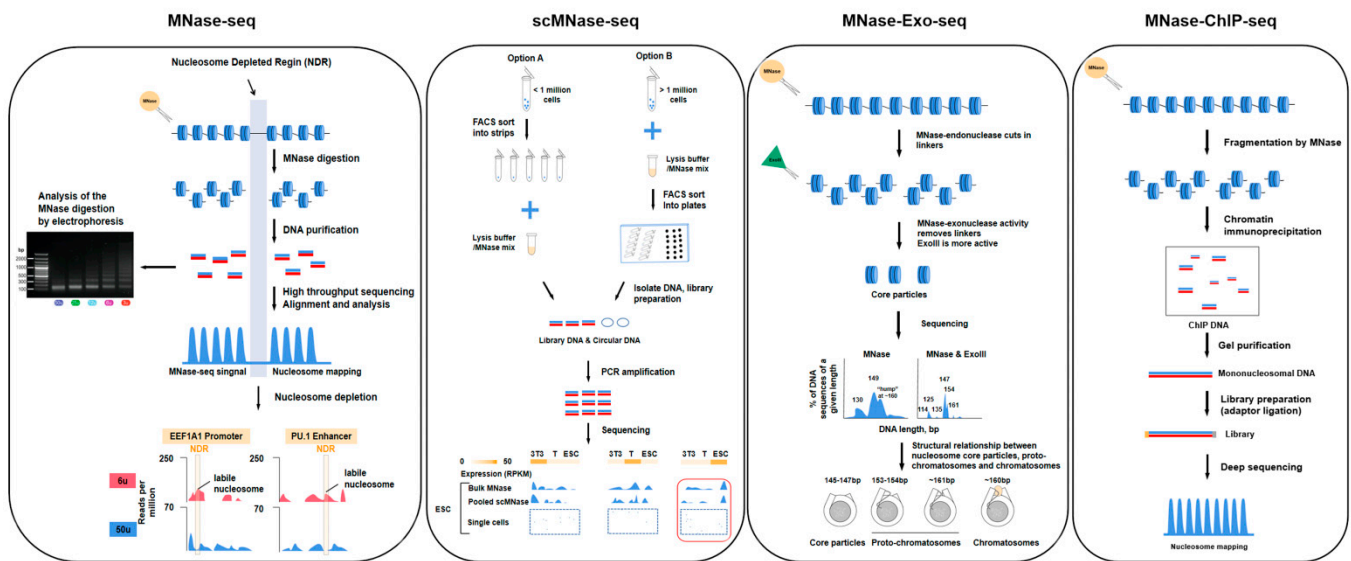 MNase-seq
Nucleosome Depleted Regin (NDR)
MNase
MNase digestion
Analysis of the
MNase digestion
by electrophoresis
DNA purification
bp
2000
1000
500
300
100
High throughput sequencing
Alignment and analysis
MNase-seq singnal
Nucleosome mapping
Nucleosome depletion
EEF1A1 Promoter
PU.1 Enhancer
NDR
NDR
250
250
labile
nucleosome
labile
nucleosome
6u
70
70
50u
Reads per
million
scMNase-seq
Option A
Option B
< 1 million
cells
> 1 million
cells
FACS sort
into strips
Lysis buffer
/MNase mix
FACS sort
Into plates
Lysis buffer
/MNase mix
Isolate DNA, library
preparation
Library DNA & Circular DNA
PCR amplification
Sequencing
0 50
3T3 T ESC
3T3 T ESC
3T3 T ESC
Expression (RPKM)
Bulk MNase
Pooled scMNase
ESC
Single cells
MNase-Exo-seq
MNase
MNase-endonuclease cuts in
linkers
ExoIII
MNase-exonuclease activity
removes linkers
ExoIII is more active
Core particles
Sequencing
MNase
MNase & ExoIII
% of DNA
sequences of a
given length
130
149
"hump"
at ~160
114
125
135
147
154
161
DNA length, bp
Structural relationship between
nucleosome core particles, proto-
chromatosomes and chromatosomes
145-147bp
153-154bp
~161bp
~160bp
Core particles
Proto-chromatosomes
Chromatosomes
MNase-ChIP-seq
MNase
Fragmentation by MNase
Chromatin
immunoprecipitation
ChIP DNA
Gel purification
Mononucleosomal DNA
Library preparation
(adaptor ligation)
Library
Deep sequencing
Nucleosome mapping